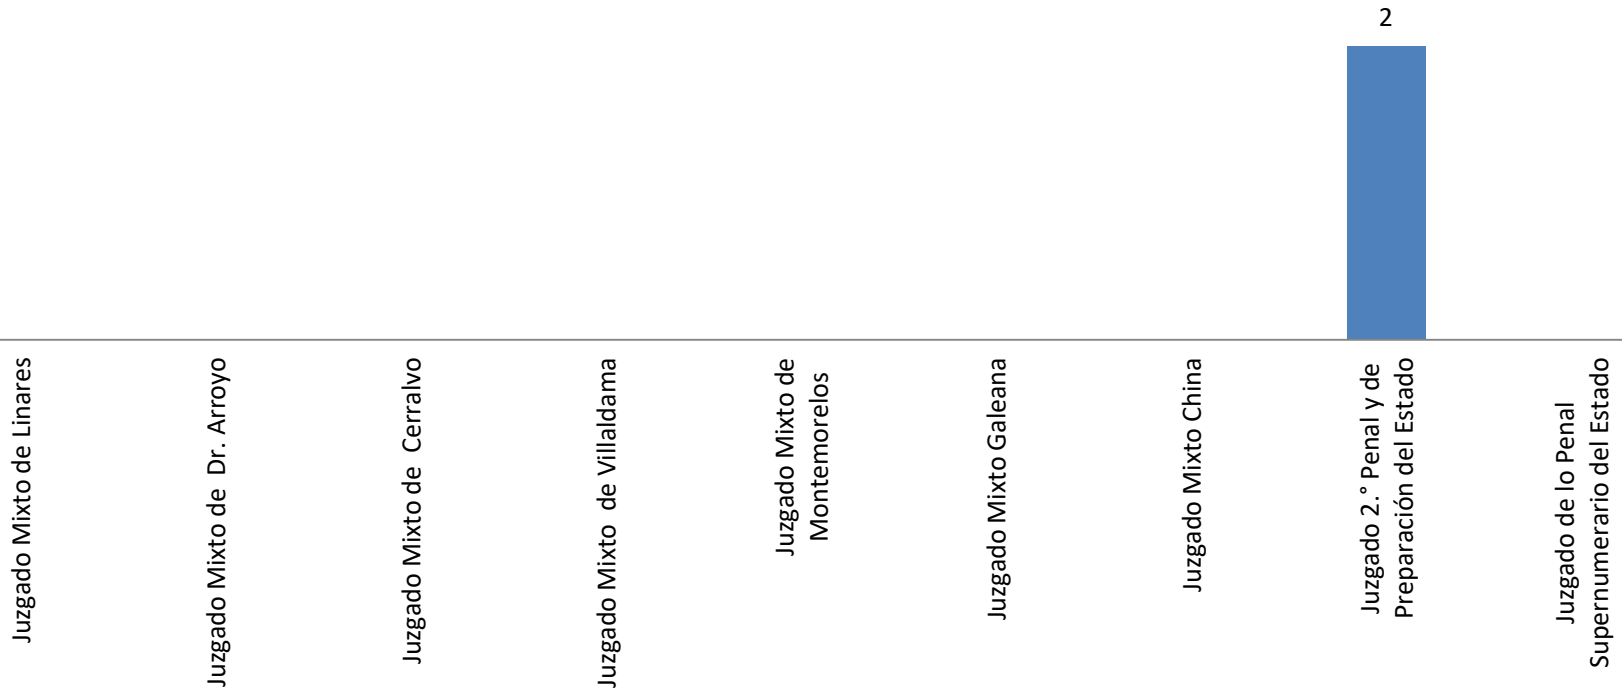 2
Juzgado Mixto de Linares
Juzgado Mixto de  Dr. Arroyo
Juzgado Mixto de  Cerralvo
Juzgado Mixto  de Villaldama
Juzgado Mixto de
Montemorelos
Juzgado Mixto Galeana
Juzgado Mixto China
Juzgado 2.° Penal y de
Preparación del Estado
Juzgado de lo Penal
Supernumerario del Estado